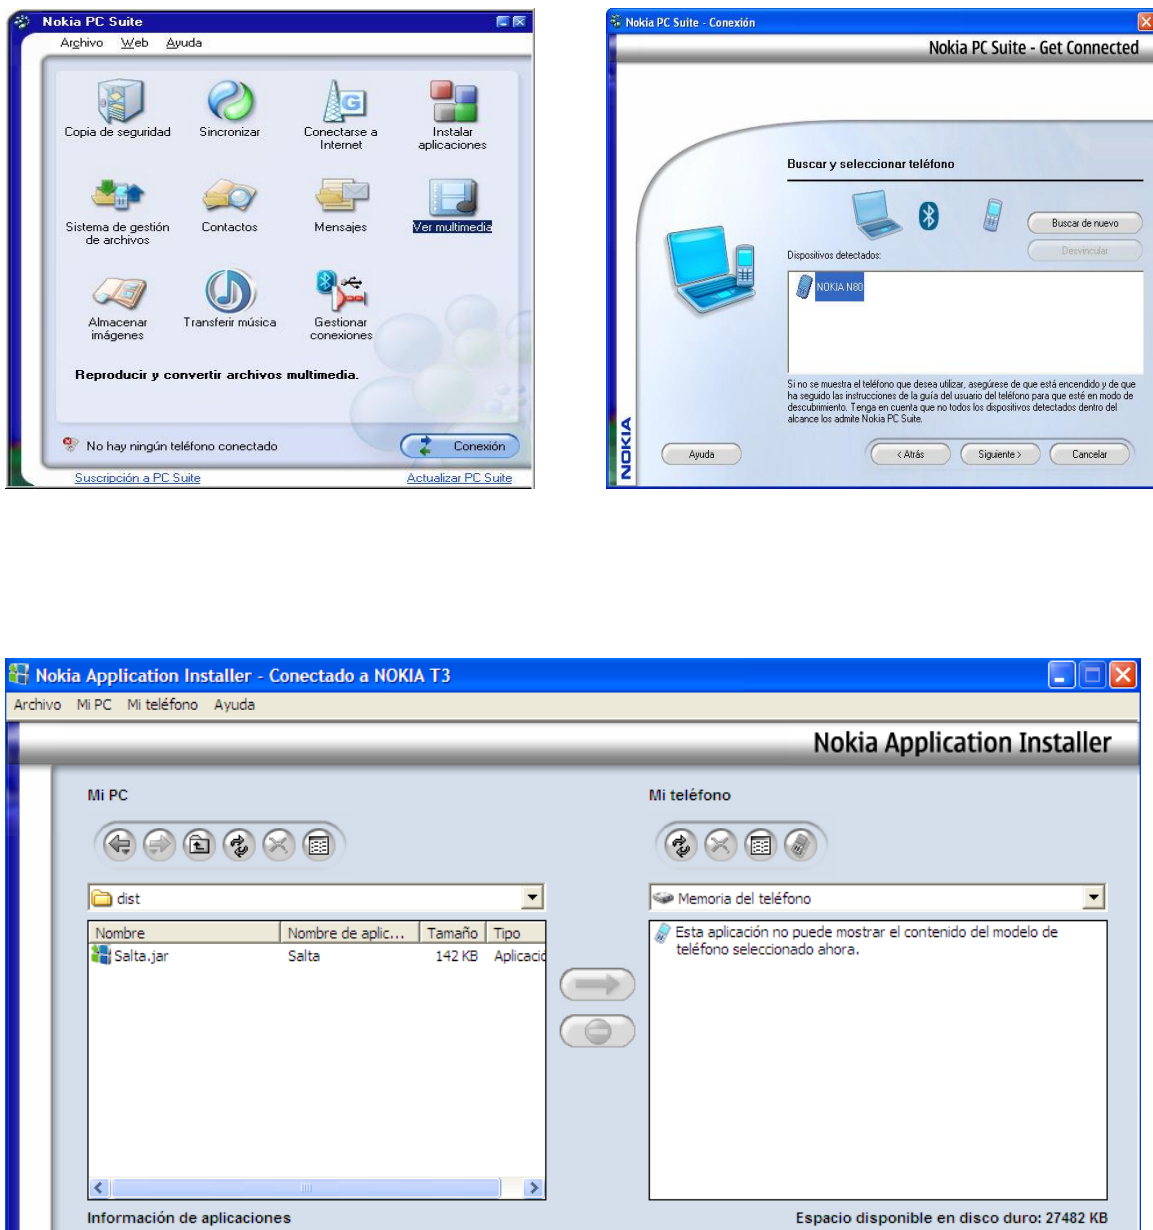 Nokia PC Suite
Archivo Web Ayuda
Copia de seguridad
Sincronizar
Conectarse a
Internet
Instalar
aplicaciones
Sistema de gestión
de archivos
Contactos
Mensajes
Ver multimedia
Almacenar
imágenes
Transferir música
Gestionar
conexiones
Reproducir y convertir archivos multimedia.
No hay ningún teléfono conectado
Conexión
Suscripción a PC Suite
Actualizar PC Suite
Nokia PC Suite - Conexión
Nokia PC Suite - Get Connected
Buscar y seleccionar teléfono
Buscar de nuevo
Desvincular
Dispositivos detectados:
NOKIA N80
Si no se muestra el teléfono que desea utilizar, asegúrese de que está encendido y de que
ha seguido las instrucciones de la guía del usuario del teléfono para que esté en modo de
descubrimiento. Tenga en cuenta que no todos los dispositivos detectados dentro del
alcance los admite Nokia PC Suite.
NOKIA
Ayuda
< Atrás
Siguiente >
Cancelar
Nokia Application Installer - Conectado a NOKIA T3
Archivo Mi PC Mi teléfono Ayuda
Nokia Application Installer
Mi PC
Mi teléfono
dist
Memoria del teléfono
Nombre Nombre de aplic... Tamaño Tipo
Salta.jar Salta 142 KB Aplicació
Esta aplicación no puede mostrar el contenido del modelo de
teléfono seleccionado ahora.
Información de aplicaciones
Espacio disponible en disco duro: 27482 KB